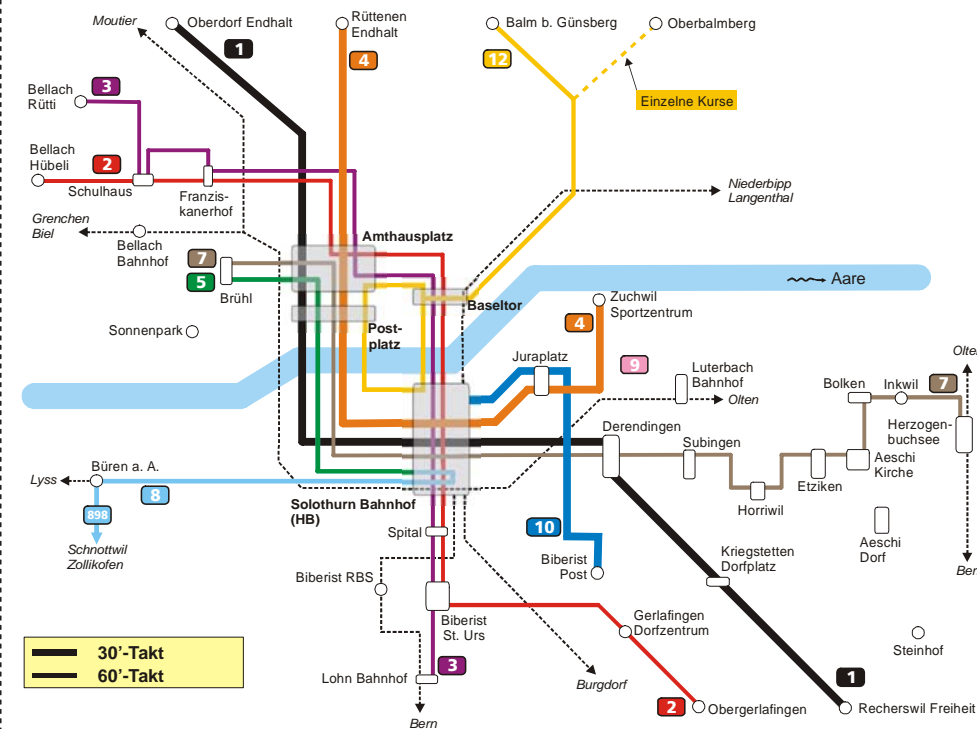 Moutier
Oberdorf Endhalt
1
Rüttenen
Endhalt
4
Balm b. Günsberg
12
Oberbalmberg
Einzelne Kurse
Bellach
Rütti
3
Bellach
Hübeli
2
Schulhaus
Franzis-
kanerhof
Niederbipp
Langenthal
Grenchen
Biel
Bellach
Bahnhof
Amthausplatz
7
5
Brühl
Aare
Baseltor
Post-
platz
Sonnenpark
Zuchwil
Sportzentrum
4
Juraplatz
9
Luterbach
Bahnhof
Olten
Olten
Bolken
Inkwil
7
Herzogen-
buchsee
Derendingen
Subingen
Aeschi
Kirche
Etziken
Horriwil
Lyss
Büren a. A.
8
898
Schnottwil
Zollikofen
Solothurn Bahnhof
(HB)
Spital
10
Biberist
Post
Aeschi
Dorf
Bern
Kriegstetten
Dorfplatz
Biberist RBS
Biberist
St. Urs
Gerlafingen
Dorfzentrum
Steinhof
30'-Takt
60'-Takt
Lohn Bahnhof
3
Burgdorf
Bern
2
Obergerlafingen
1
Recherswil Freiheit